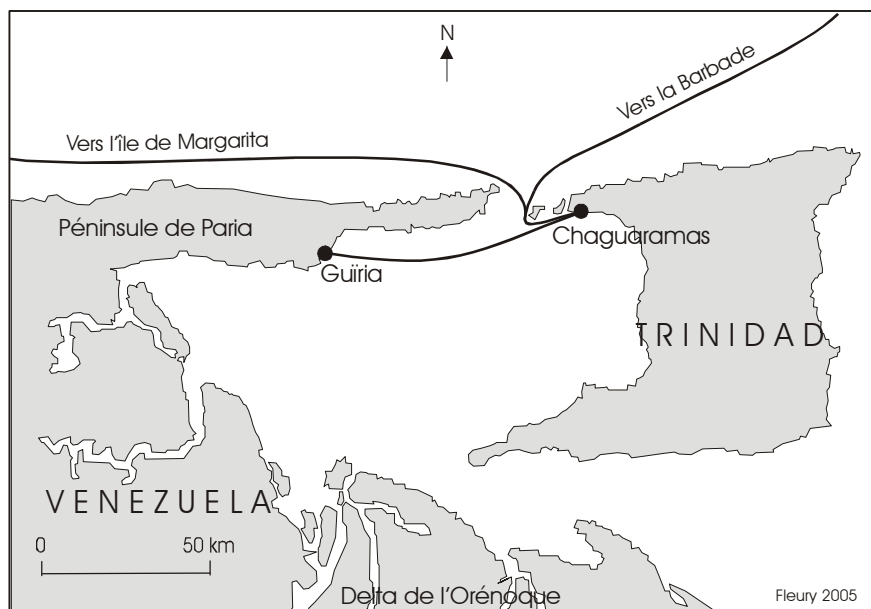 N
Vers la Barbade
Vers l'île de Margarita
Péninsule de Paria
Chaguaramas
Guïria
TRINIDAD
VENEZUELA
0 50 km
Delta de l'Orénoque
Fleury 2005